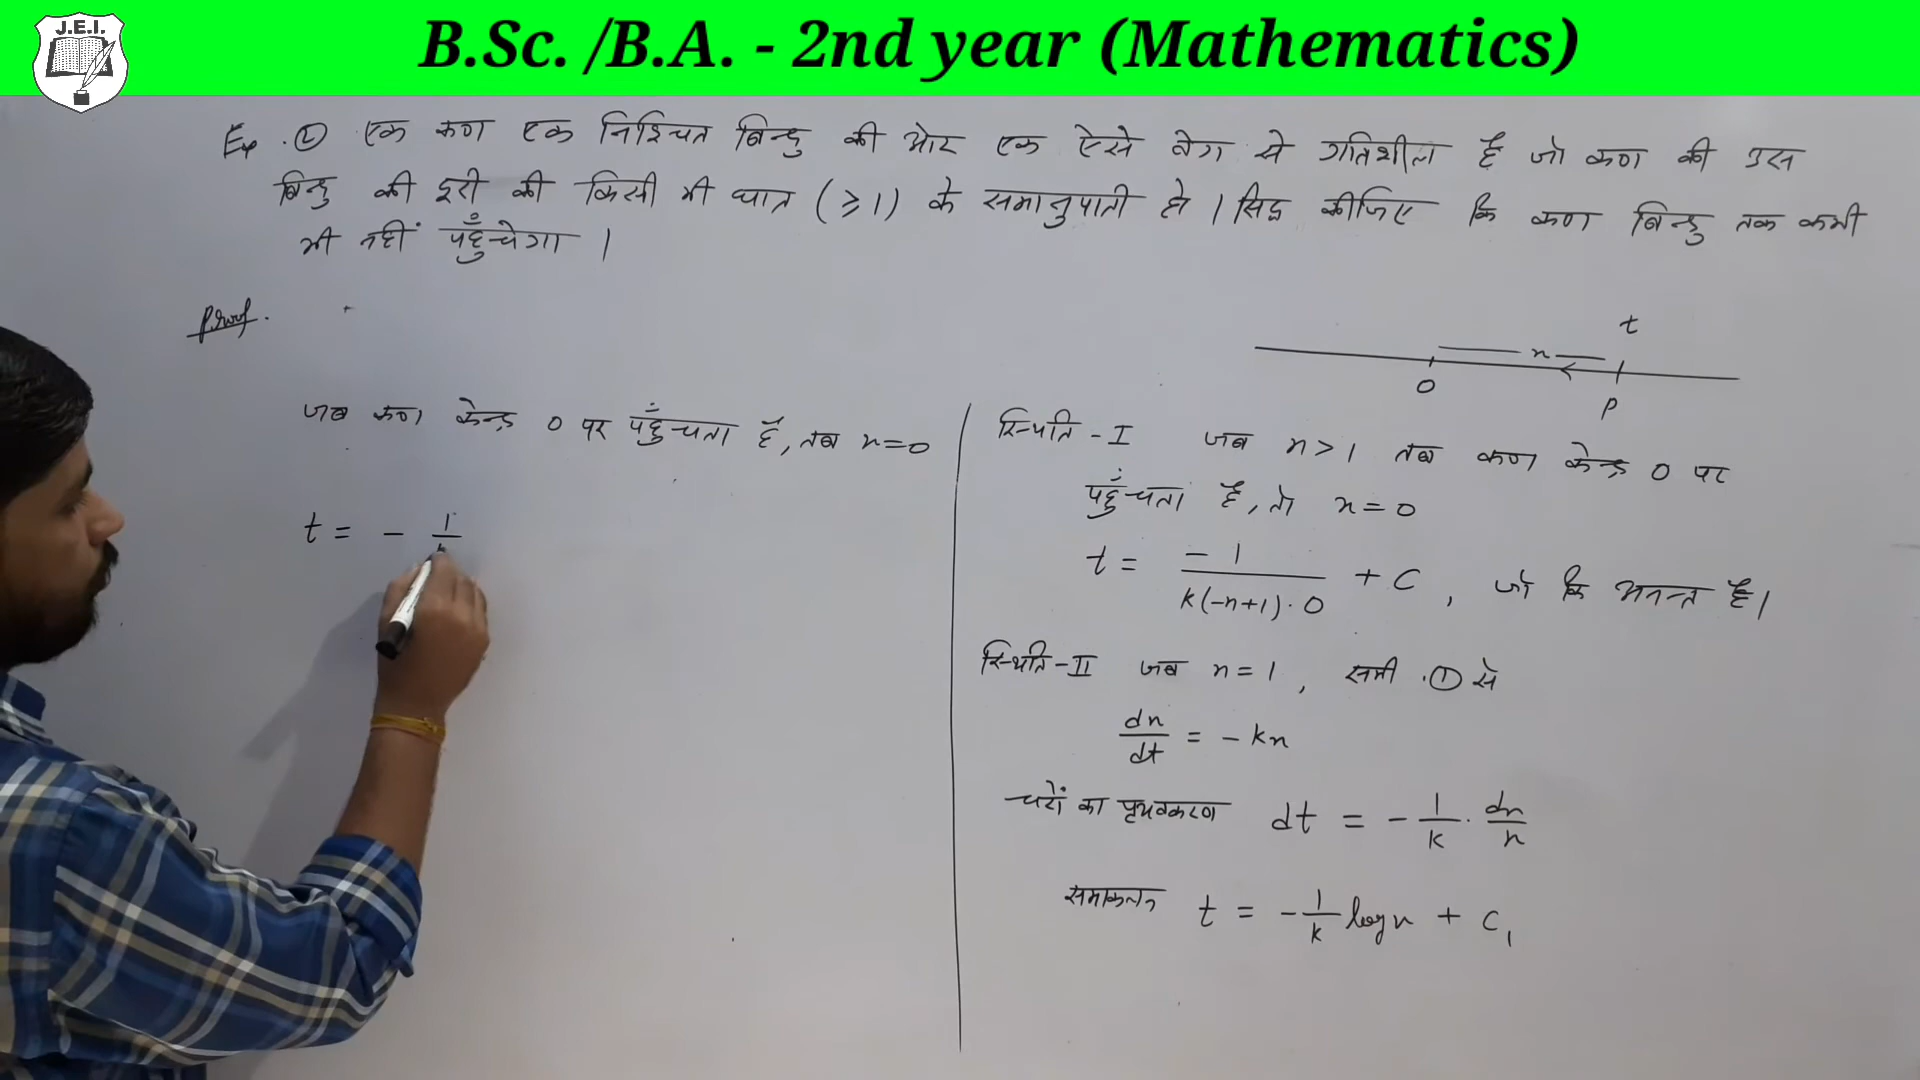 J.E.I.
B.Sc. /B.A. - 2nd year (Mathematics)
Ex. ② एक कण एक निश्चित बिन्दु की ओर एक ऐसे वेग से गतिशील है जो कण की उस
बिन्दु की दूरी की किसी भी घात (≥1) के समानुपाती हो । सिद्ध कीजिए कि कण बिन्दु तक कभी
भी नहीं पहुँचेगा ।
Proof.
t
x
O
P
जब कण केन्द्र O पर पहुँचता है, तब x=0
t = - 1/
स्थिति - I जब n>1 तब कण केन्द्र O पर
पहुँचता है, तो x=0
t = -1/k(-n+1)·0 + C , जो कि अनन्त है।
स्थिति-II जब n=1, समी .① से
dx/dt = -kx
चरों का पृथक्करण dt = -1/k · dx/x
समाकलन t = -1/k log x + C₁